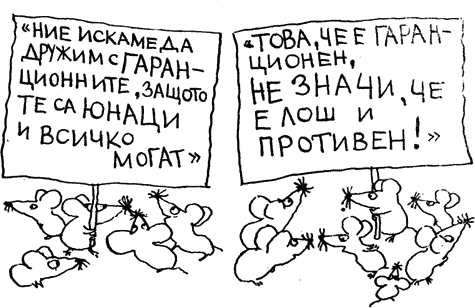 «НИЕ ИСКАМЕ ДА
ДРУЖИМ С ГАРАН-
ЦИОННИТЕ, ЗАЩОТО
ТЕ СА ЮНАЦИ
И ВСИЧКО
МОГАТ»
«ТОВА, ЧЕ Е ГАРАН-
ЦИОНЕН,
НЕ ЗНАЧИ, ЧЕ
Е ЛОШ И
ПРОТИВЕН!»